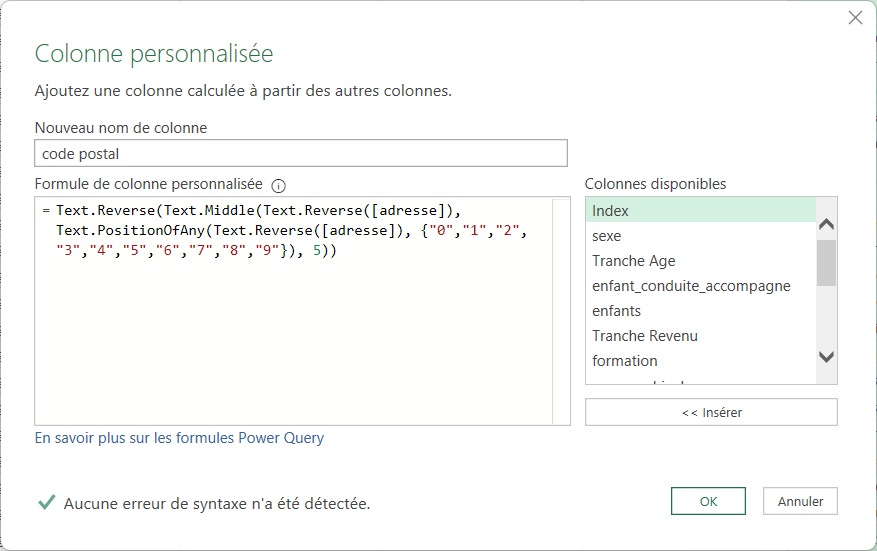 Colonne personnalisée
Ajoutez une colonne calculée à partir des autres colonnes.
Nouveau nom de colonne
code postal
Formule de colonne personnalisée
= Text.Reverse(Text.Middle(Text.Reverse([adresse]),
Text.PositionOfAny(Text.Reverse([adresse]), {"0","1","2",
"3","4","5","6","7","8","9"}), 5))
Colonnes disponibles
Index
sexe
Tranche Age
enfant_conduite_accompagne
enfants
Tranche Revenu
formation
<< Insérer
En savoir plus sur les formules Power Query
Aucune erreur de syntaxe n'a été détectée.
OK
Annuler